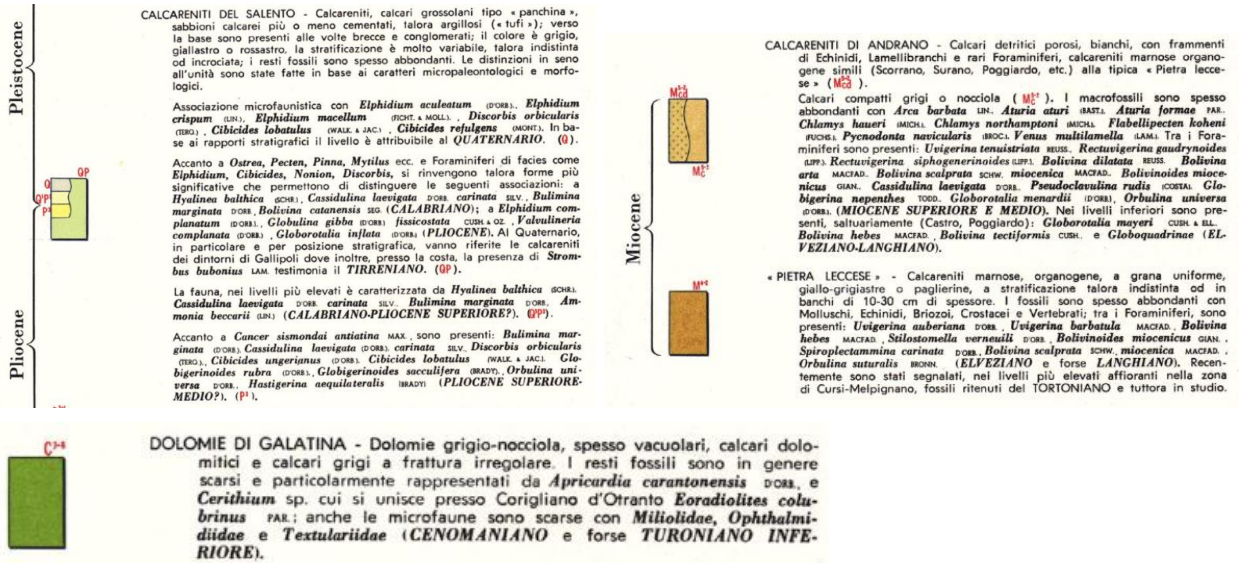 Pleistocene
Pliocene
QP
Q
Q¹P³
P³
CALCARENITI DEL SALENTO - Calcareniti, calcari grossolani tipo « panchina »,
sabbioni calcarei più o meno cementati, talora argillosi (« tufi »); verso
la base sono presenti alle volte brecce e conglomerati; il colore è grigio,
giallastro o rossastro, la stratificazione è molto variabile, talora indistinta
od incrociata; i resti fossili sono spesso abbondanti. Le distinzioni in seno
all'unità sono state fatte in base ai caratteri micropaleontologici e morfo-
logici.
Associazione microfaunistica con Elphidium aculeatum (D'ORB.), Elphidium
crispum (LIN.), Elphidium macellum (FICHT. & MOLL.), Discorbis orbicularis
(TERQ.), Cibicides lobatulus (WALK. & JAC.), Cibicides refulgens (MONT.). In ba-
se ai rapporti stratigrafici il livello è attribuibile al QUATERNARIO. (Q).
Accanto a Ostrea, Pecten, Pinna, Mytilus ecc. e Foraminiferi di facies come
Elphidium, Cibicides, Nonion, Discorbis, si rinvengono talora forme più
significative che permettono di distinguere le seguenti associazioni: a
Hyalinea balthica (SCHR.), Cassidulina laevigata D'ORB. carinata SILV., Bulimina
marginata D'ORB., Bolivina catanensis SEG. (CALABRIANO); a Elphidium com-
planatum (D'ORB.), Globulina gibba (D'ORB.) fissicostata CUSH. & OZ., Valvulineria
complanata (D'ORB.), Globorotalia inflata (D'ORB.) (PLIOCENE). Al Quaternario,
in particolare e per posizione stratigrafica, vanno riferite le calcareniti
dei dintorni di Gallipoli dove inoltre, presso la costa, la presenza di Strom-
bus bubonius LAM. testimonia il TIRRENIANO. (QP).
La fauna, nei livelli più elevati è caratterizzata da Hyalinea balthica (SCHR.),
Cassidulina laevigata D'ORB. carinata SILV., Bulimina marginata D'ORB., Am-
monia beccarii (LIN.) (CALABRIANO-PLIOCENE SUPERIORE?). (Q¹P³).
Accanto a Cancer sismondai antiatina MAX. sono presenti: Bulimina mar-
ginata (D'ORB.), Cassidulina laevigata (D'ORB.) carinata SILV., Discorbis orbicularis
(TERQ.), Cibicides ungerianus (D'ORB.), Cibicides lobatulus (WALK. & JAC.), Glo-
bigerinoides rubra (D'ORB.), Globigerinoides sacculifera (BRADY), Orbulina uni-
versa D'ORB., Hastigerina aequilateralis (BRADY) (PLIOCENE SUPERIORE-
MEDIO?). (P³).
Miocene
CALCARENITI DI ANDRANO - Calcari detritici porosi, bianchi, con frammenti
di Echinidi, Lamellibranchi e rari Foraminiferi, calcareniti marnose organo-
gene simili (Scorrano, Surano, Poggiardo, etc.) alla tipica « Pietra lecce-
se » ( ).
Calcari compatti grigi o nocciola ( ). I macrofossili sono spesso
abbondanti con Arca barbata LIN., Aturia aturi (BAST.), Aturia formae PAR.,
Chlamys haueri (MICH.), Chlamys northamptoni (MICH.), Flabellipecten koheni
(FUCHS.), Pycnodonta navicularis (BROC.), Venus multilamella (LAM.). Tra i Fora-
miniferi sono presenti: Uvigerina tenuistriata REUSS., Rectuvigerina gaudrynoides
(LIPP.), Rectuvigerina siphogenerinoides (LIPP.), Bolivina dilatata REUSS. Bolivina
arta MACFAD., Bolivina scalprata SCHW. miocenica MACFAD., Bolivinoides mioce-
nicus GIAN., Cassidulina laevigata D'ORB., Pseudoclavulina rudis (COSTA), Glo-
bigerina nepenthes TODD., Globorotalia menardii (D'ORB), Orbulina universa
(D'ORB.). (MIOCENE SUPERIORE E MEDIO). Nei livelli inferiori sono pre-
senti, saltuariamente (Castro, Poggiardo): Globorotalia mayeri CUSH. & ELL.,
Bolivina hebes MACFAD., Bolivina tectiformis CUSH. e Globoquadrinae (EL-
VEZIANO-LANGHIANO).
« PIETRA LECCESE » - Calcareniti marnose, organogene, a grana uniforme,
giallo-grigiastre o paglierine, a stratificazione talora indistinta od in
banchi di 10-30 cm di spessore. I fossili sono spesso abbondanti con
Molluschi, Echinidi, Briozoi, Crostacei e Vertebrati; tra i Foraminiferi, sono
presenti: Uvigerina auberiana D'ORB., Uvigerina barbatula MACFAD., Bolivina
hebes MACFAD., Stilostomella verneuili D'ORB., Bolivinoides miocenicus GIAN.,
Spiroplectammina carinata D'ORB., Bolivina scalprata SCHW. miocenica MACFAD.,
Orbulina suturalis BRONN. (ELVEZIANO e forse LANGHIANO). Recen-
temente sono stati segnalati, nei livelli più elevati affioranti nella zona
di Cursi-Melpignano, fossili ritenuti del TORTONIANO e tuttora in studio.
DOLOMIE DI GALATINA - Dolomie grigio-nocciola, spesso vacuolari, calcari dolo-
mitici e calcari grigi a frattura irregolare. I resti fossili sono in genere
scarsi e particolarmente rappresentati da Apricardia carantonensis D'ORB., e
Cerithium sp. cui si unisce presso Corigliano d'Otranto Eoradiolites colu-
brinus PAR.; anche le microfaune sono scarse con Miliolidae, Ophthalmi-
diidae e Textulariidae (CENOMANIANO e forse TURONIANO INFE-
RIORE).